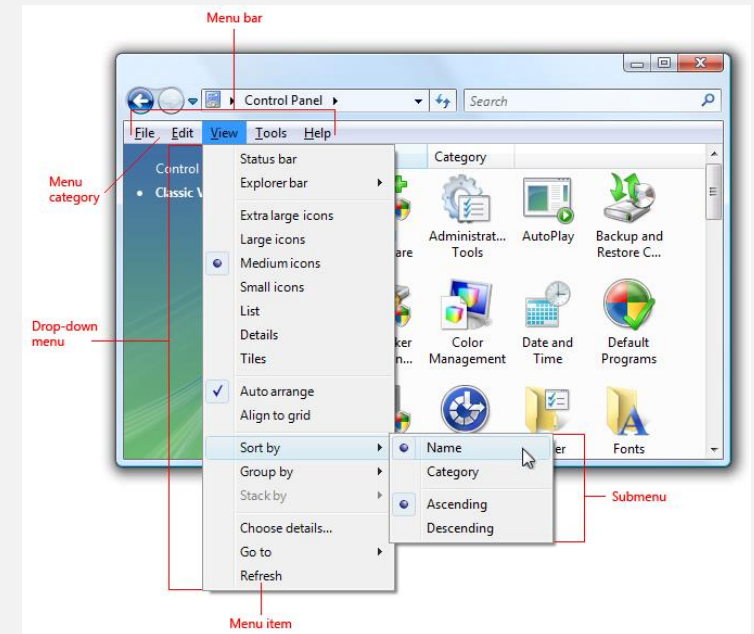 Menu bar
Control Panel
Search
File Edit View Tools Help
Menu
category
Drop-down
menu
Control
Classic V
Status bar
Explorer bar
Extra large icons
Large icons
Medium icons
Small icons
List
Details
Tiles
Auto arrange
Align to grid
Sort by
Group by
Stack by
Choose details...
Go to
Refresh
Category
are
Administrat...
Tools
AutoPlay
Backup and
Restore C...
ker
n...
Color
Management
Date and
Time
Default
Programs
er
Fonts
Name
Category
Ascending
Descending
Submenu
Menu item